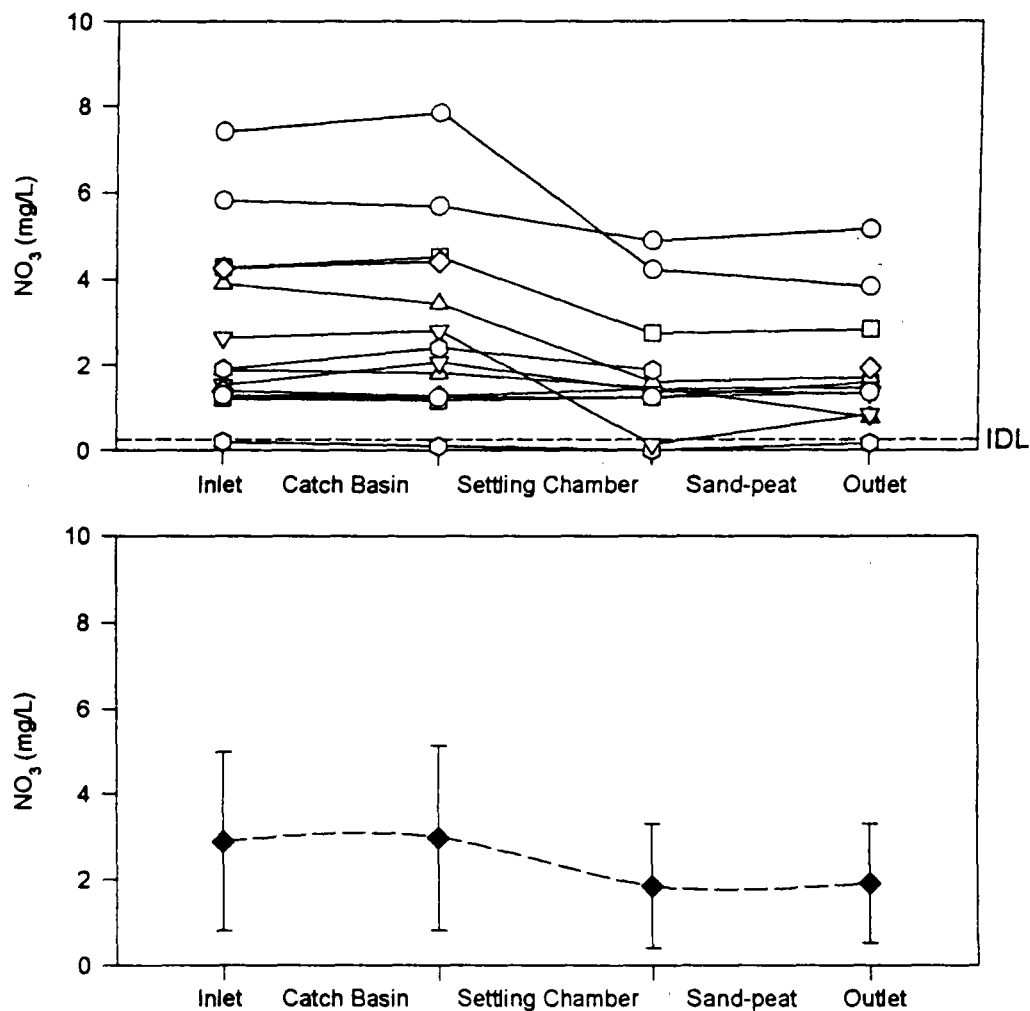 10
8
6
4
2
0
NO₃ (mg/L)
IDL
Inlet Catch Basin Settling Chamber Sand-peat Outlet
10
8
6
4
2
0
NO₃ (mg/L)
Inlet Catch Basin Settling Chamber Sand-peat Outlet